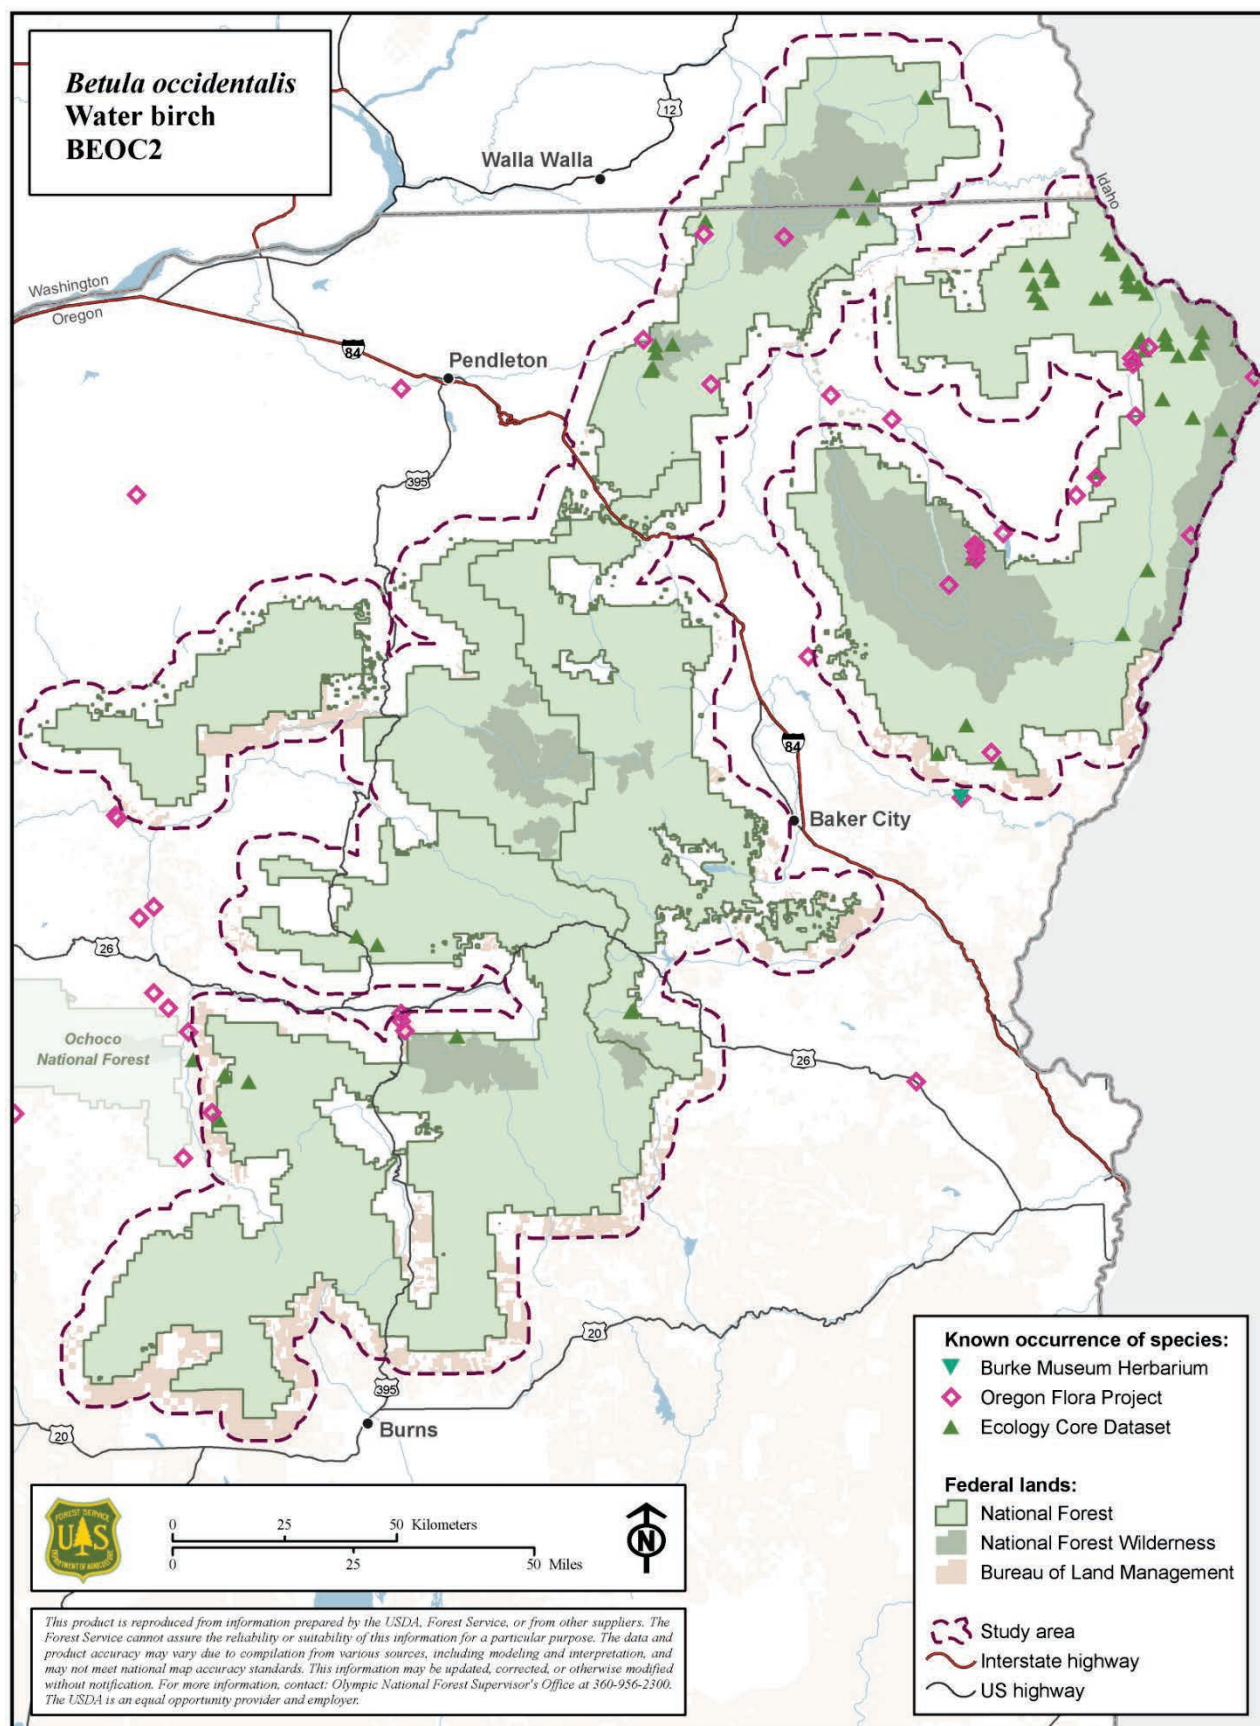 Betula occidentalis
Water birch
BEOC2
12
Walla Walla
Idaho
Washington
Oregon
84
Pendleton
395
84
Baker City
26
Ochoco
National Forest
26
20
395
20
Burns
Known occurrence of species:
Burke Museum Herbarium
Oregon Flora Project
Ecology Core Dataset
Federal lands:
National Forest
National Forest Wilderness
Bureau of Land Management
Study area
Interstate highway
US highway
FOREST SERVICE
U S
DEPARTMENT OF AGRICULTURE
0 25 50 Kilometers
0 25 50 Miles
N
This product is reproduced from information prepared by the USDA, Forest Service, or from other suppliers. The
Forest Service cannot assure the reliability or suitability of this information for a particular purpose. The data and
product accuracy may vary due to compilation from various sources, including modeling and interpretation, and
may not meet national map accuracy standards. This information may be updated, corrected, or otherwise modified
without notification. For more information, contact: Olympic National Forest Supervisor's Office at 360-956-2300.
The USDA is an equal opportunity provider and employer.